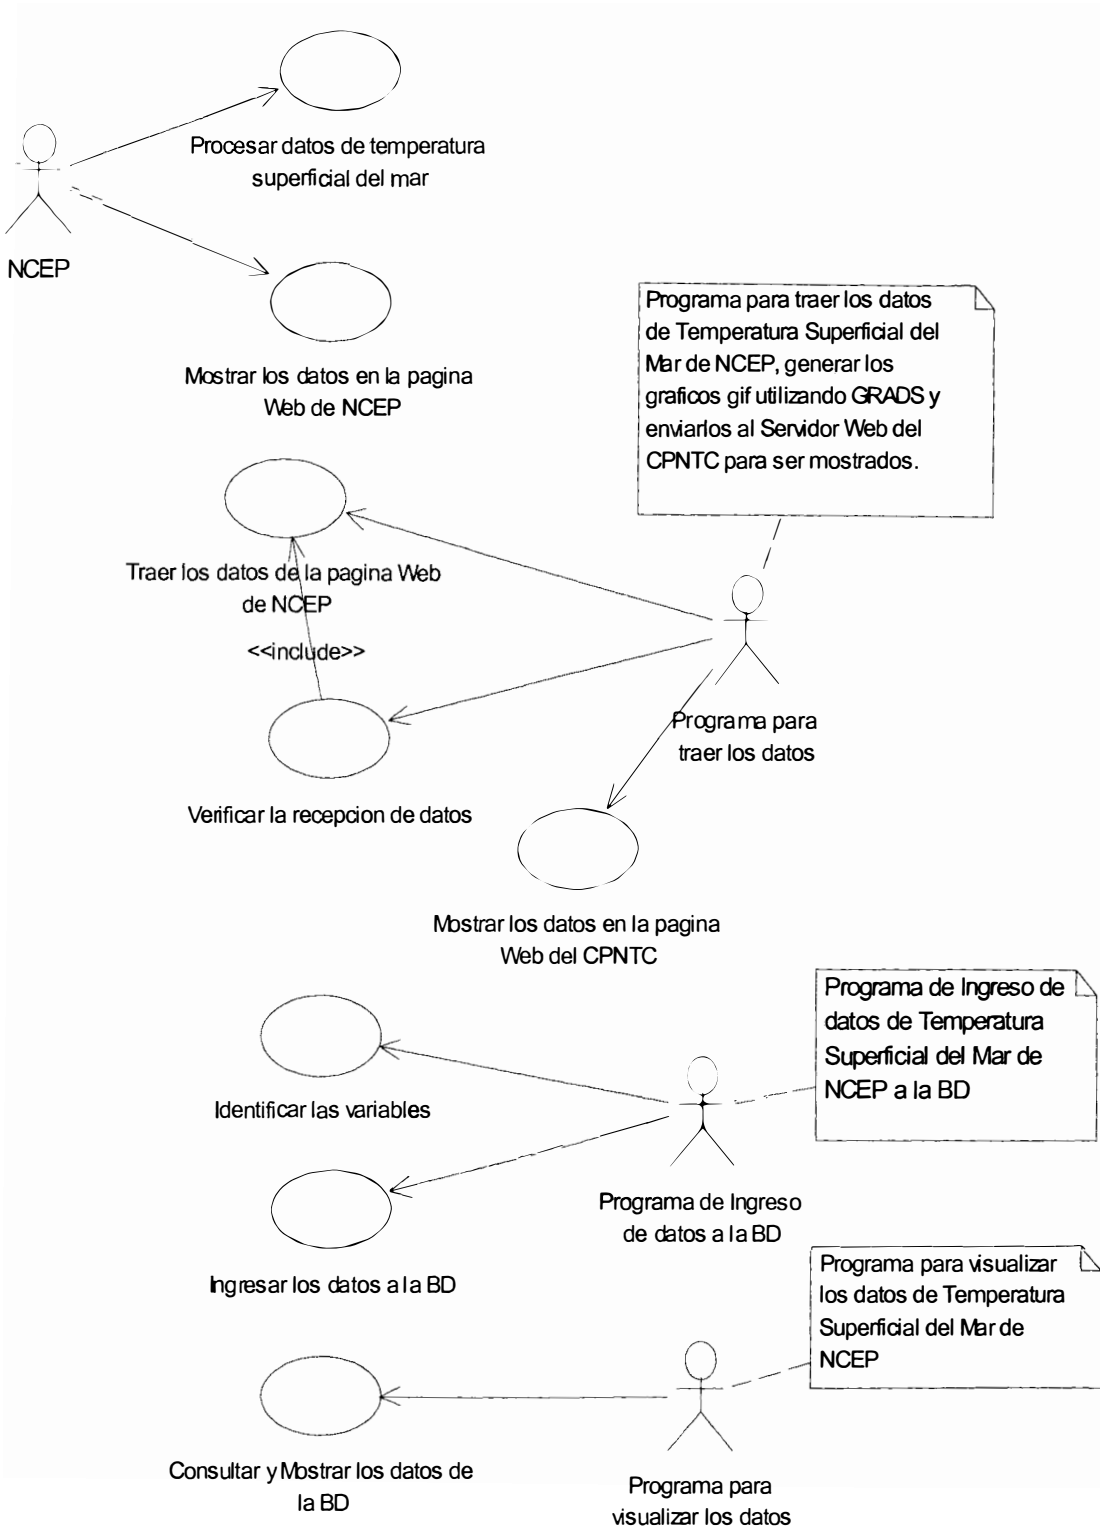 Procesar datos de temperatura
superficial del mar
NCEP
Mostrar los datos en la pagina
Web de NCEP
Programa para traer los datos
de Temperatura Superficial del
Mar de NCEP, generar los
graficos gif utilizando GRADS y
enviarlos al Servidor Web del
CPNTC para ser mostrados.
Traer los datos de la pagina Web
de NCEP
<<include>>
Programa para
traer los datos
Verificar la recepcion de datos
Mostrar los datos en la pagina
Web del CPNTC
Programa de Ingreso de
datos de Temperatura
Superficial del Mar de
NCEP a la BD
Identificar las variables
Programa de Ingreso
de datos a la BD
Ingresar los datos a la BD
Programa para visualizar
los datos de Temperatura
Superficial del Mar de
NCEP
Consultar y Mostrar los datos de
la BD
Programa para
visualizar los datos